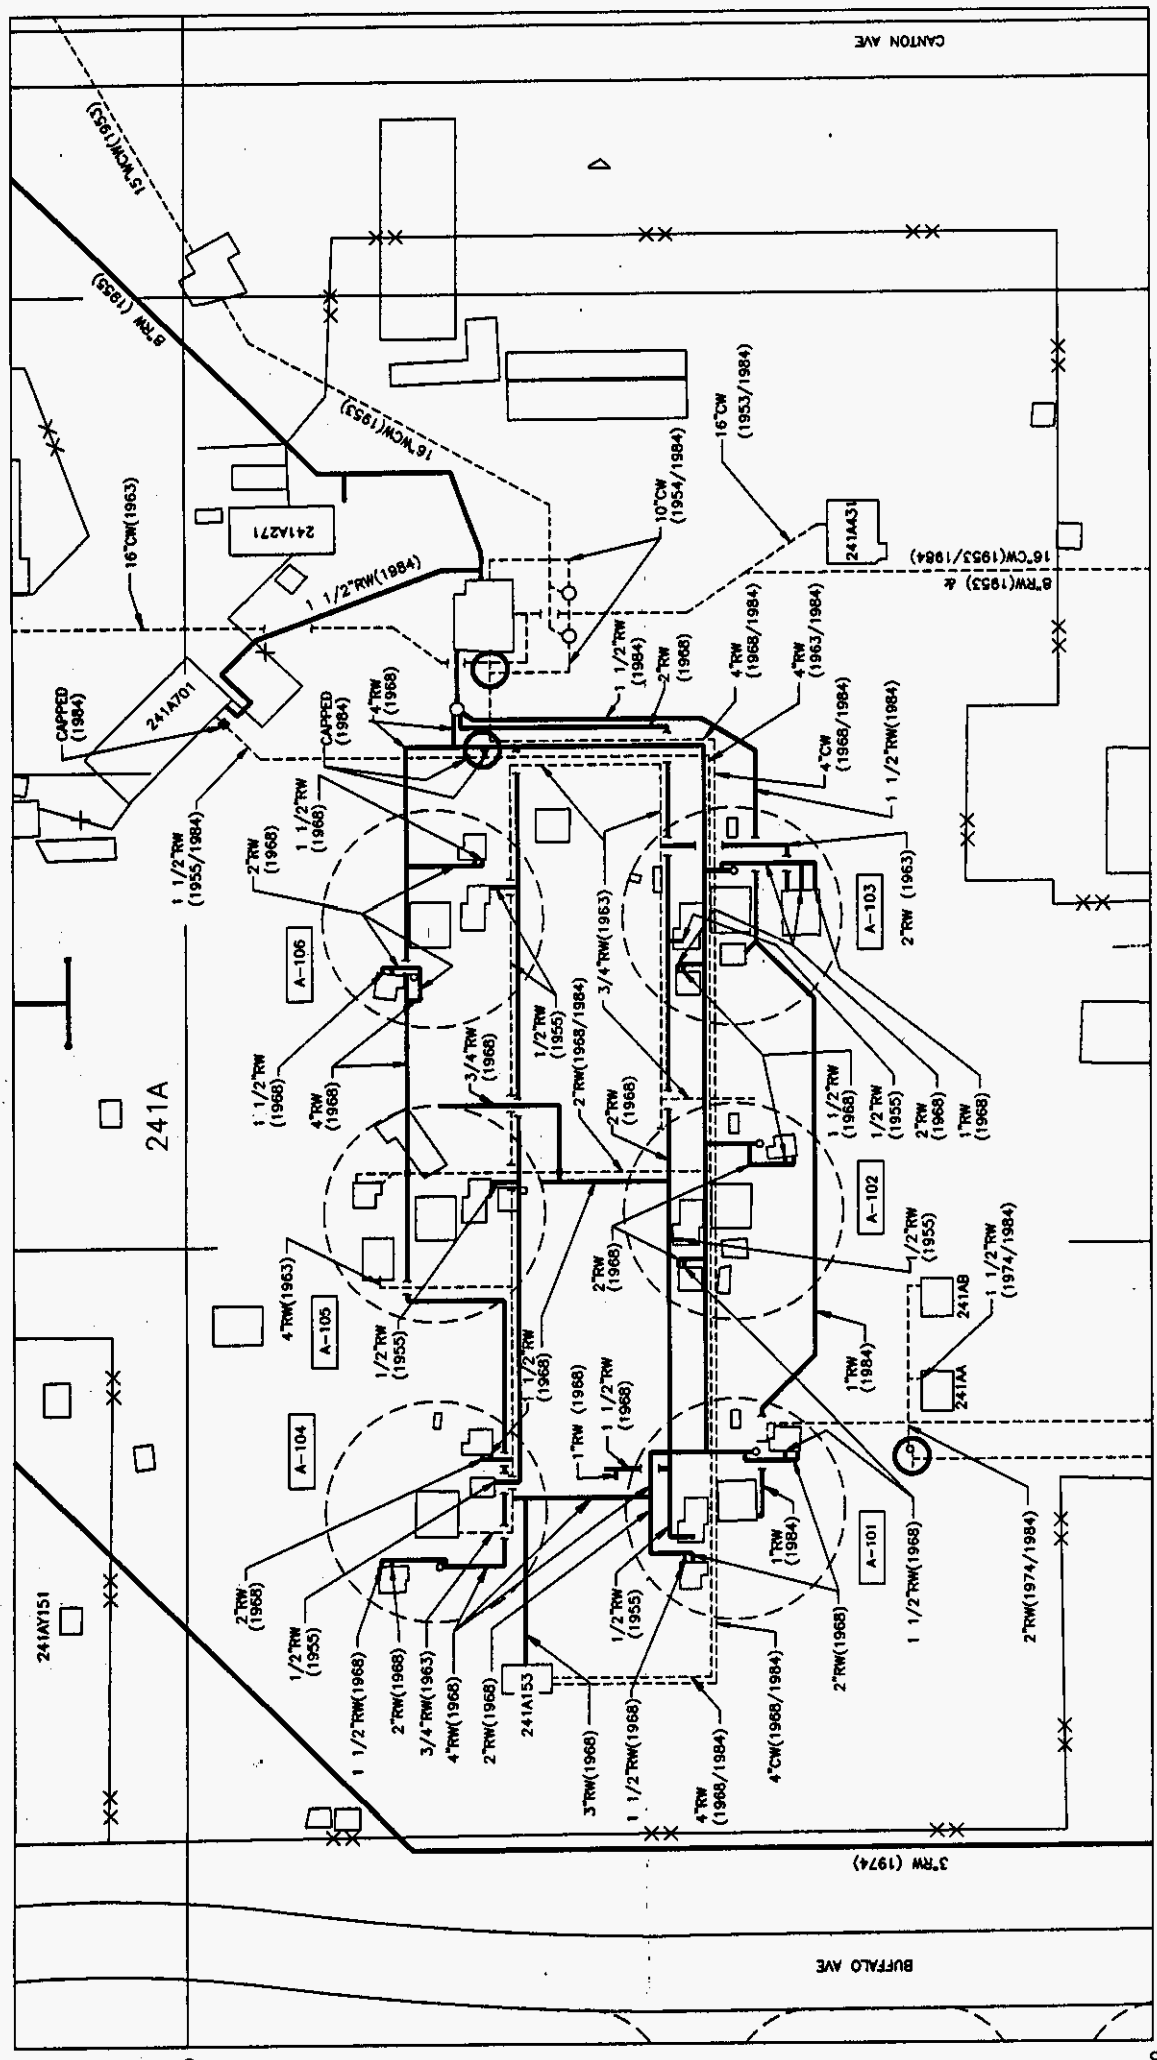 CANTON AVE
15"WCW(1953)
8"RW (1955)
16"WCW(1953)
16"CW(1963)
241A271
1 1/2"RW(1984)
241A701
CAPPED
(1984)
4"RW
(1968)
CAPPED
(1984)
1 1/2"RW
(1955/1984)
2"RW
(1968)
1 1/2"RW
(1968)
16"CW
(1953/1984)
10"CW
(1954/1984)
241A431
8"RW(1953) &
16"CW(1953/1984)
1 1/2"RW
(1984)
2"RW
(1968)
4"RW
(1968/1984)
4"RW
(1963/1984)
4"CW
(1968/1984)
1 1/2"RW(1984)
2"RW (1963)
A-103
A-106
1 1/2"RW
(1968)
4"RW
(1968)
3/4"RW
(1968)
1/2"RW
(1955)
2"RW(1968/1984)
3/4"RW(1963)
2"RW
(1968)
1 1/2"RW
(1968)
1/2"RW
(1955)
2"RW
(1968)
1"RW
(1968)
241A
A-102
2"RW
(1968)
1/2"RW
(1955)
1 1/2"RW
(1974/1984)
241AB
241AA
4"RW(1963)
A-105
1/2"RW
(1955)
1 1/2"RW
(1968)
1"RW (1968)
1 1/2"RW
(1968)
1"RW
(1984)
A-104
2"RW
(1968)
1/2"RW
(1955)
241AY151
1 1/2"RW(1968)
2"RW(1968)
3/4"RW(1963)
4"RW(1968)
2"RW(1968)
241A153
3"RW(1968)
1/2"RW
(1955)
1 1/2"RW(1968)
4"RW
(1968/1984)
4"CW(1968/1984)
1"RW
(1984)
A-101
2"RW(1968)
1 1/2"RW(1968)
2"RW(1974/1984)
3"RW (1974)
BUFFALO AVE